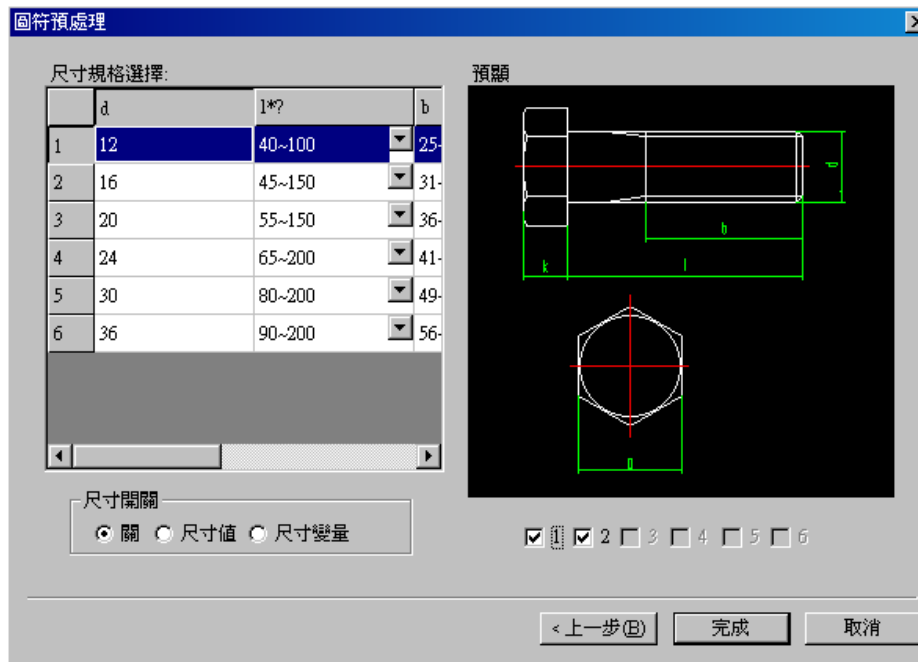 圖符預處理
尺寸規格選擇:
d l*? b
1 12 40~100 25-
2 16 45~150 31-
3 20 55~150 36-
4 24 65~200 41-
5 30 80~200 49-
6 36 90~200 56-
尺寸開關
關 尺寸值 尺寸變量
預顯
d
b
k l
1 2 3 4 5 6
<上一步(B) 完成 取消